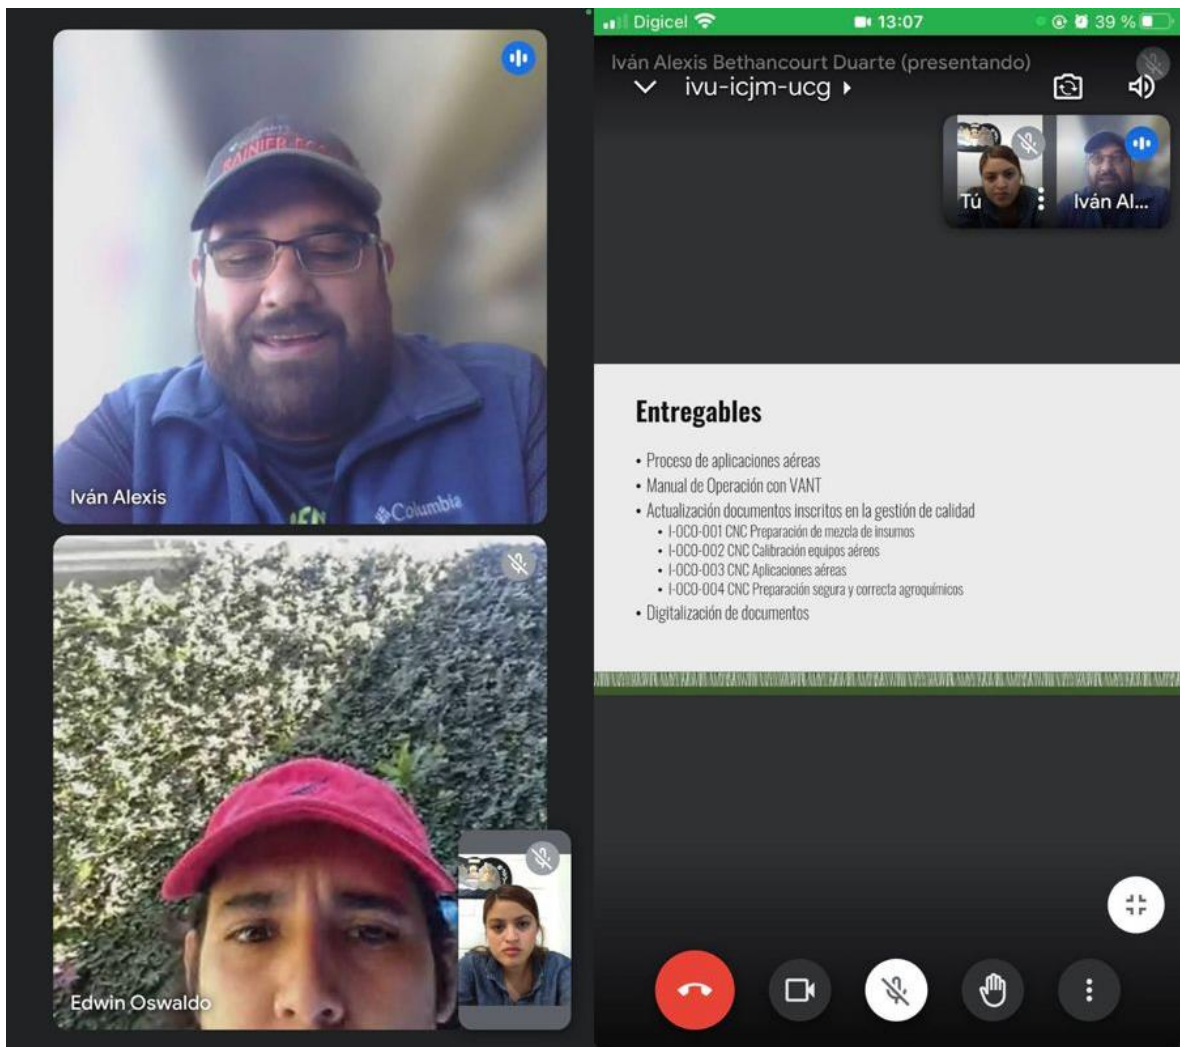 RAINIER
Iván Alexis
Columbia
Edwin Oswaldo
Digicel
13:07
39 %
Iván Alexis Bethancourt Duarte (presentando)
ivu-icjm-ucg
Tú
Iván Al...
Entregables
• Proceso de aplicaciones aéreas
• Manual de Operación con VANT
• Actualización documentos inscritos en la gestión de calidad
• I-OCO-001 CNC Preparación de mezcla de insumos
• I-OCO-002 CNC Calibración equipos aéreos
• I-OCO-003 CNC Aplicaciones aéreas
• I-OCO-004 CNC Preparación segura y correcta agroquímicos
• Digitalización de documentos